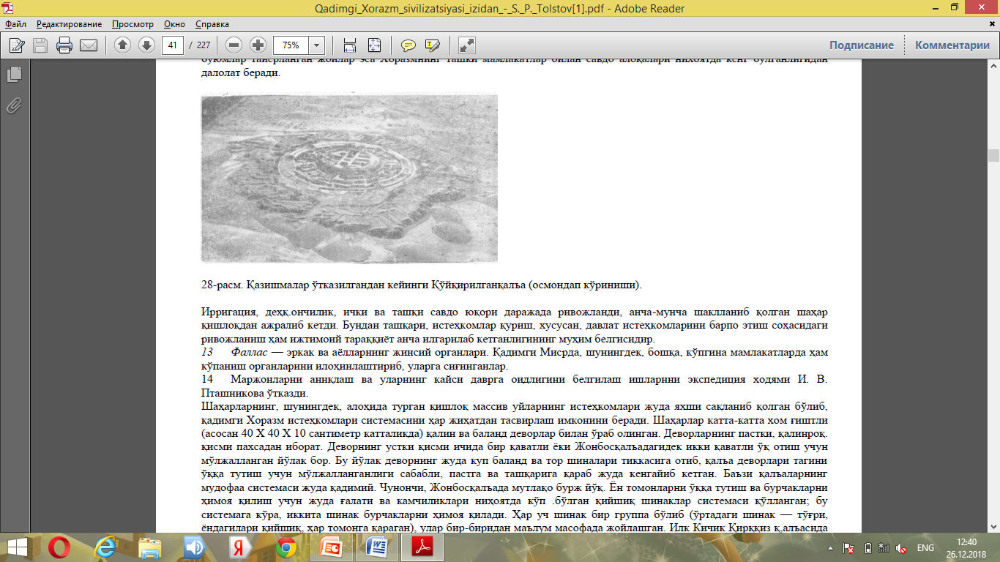 Qadimgi_Xorazm_sivilizatsiyasi_izidan_-_S._P._Tolstov[1].pdf - Adobe Reader
Файл Редактирование Просмотр Окно Справка
41 / 227 75% Подписание Комментарии
буюмлар тайёрланган жойлар эса Хоразмнинг ташқи мамлакатлар билан савдо алоқалари ниҳоятда кенг бўлганлигидан
далолат беради.
28-расм. Қазишмалар ўтказилгандан кейинги Қўйқирилганқалъа (осмондап кўриниши).
Ирригация, деҳқ.ончилик, ички ва ташқи савдо юқори даражада ривожланди, анча-мунча шаклланиб қолган шаҳар
қишлоқдан ажралиб кетди. Бундан ташқари, истеҳкомлар қуриш, хусусан, давлат истеҳкомларини барпо этиш соҳасидаги
ривожланиш ҳам ижтимоий тараққиёт анча илгарилаб кетганлигининг муҳим белгисидир.
13 Фаллас — эркак ва аёлларнинг жинсий органлари. Қадимги Мисрда, шунингдек, бошқа, кўпгина мамлакатларда ҳам
кўпаниш органларини илоҳинлаштириб, уларга сиғинганлар.
14 Маржонларни аннқлаш ва уларнинг кайси даврга оидлигини белгилаш ишларнни экспедиция ходями И. В.
Пташникова ўтказди.
Шаҳарларнинг, шунингдек, алоҳида турган қишлоқ массив уйларнинг истеҳкомлари жуда яхши сақланиб қолган бўлиб,
қадимги Хоразм истеҳкомлари системасини ҳар жиҳатдан тасвирлаш имконини беради. Шаҳарлар катта-катта хом ғиштли
(асосан 40 X 40 X 10 сантиметр катталикда) қалин ва баланд деворлар билан ўраб олинган. Деворларнинг пастки, қалинроқ.
қисми пахсадан иборат. Деворнинг устки қисми ичида бир қаватли ёки Жонбосқалъадагидек икки қаватли ўқ отиш учун
мўлжалланган йўлак бор. Бу йўлак деворнинг жуда куп баланд ва тор шиналари тиккасига отиб, қалъа деворлари тагини
ўққа тутиш учун мўлжалланганлиги сабабли, пастга ва ташқарига қараб жуда кенгайиб кетган. Баъзи қалъаларнинг
мудофаа системаси жуда қадимий. Чунончи, Жонбосқалъада мутлақо бурж йўқ. Ён томонларни ўққа тутиш ва бурчакларни
ҳимоя қилиш учун жуда ғалати ва камчиликлари ниҳоятда кўп .бўлган қийшиқ шинаклар системаси қўлланган; бу
системага кўра, иккита шинак бурчакларни ҳимоя қилади. Ҳар уч шинак бир группа бўлиб (ўртадаги шинак — тўғри,
ёндагилари қийшиқ, ҳар томонга қараган), улар бир-биридан маълум масофада жойлашган. Илк Кичик Қирққиз қ.алъасида
ENG 12:40
26.12.2018